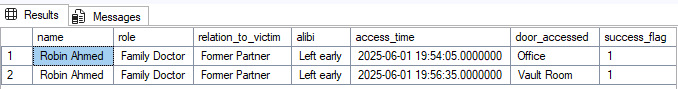 Results Messages
name role relation_to_victim alibi access_time door_accessed success_flag
1 Robin Ahmed Family Doctor Fomer Partner Left early 2025-06-01 19:54:05.0000000 Office 1
2 Robin Ahmed Family Doctor Fomer Partner Left early 2025-06-01 19:56:35.0000000 Vault Room 1